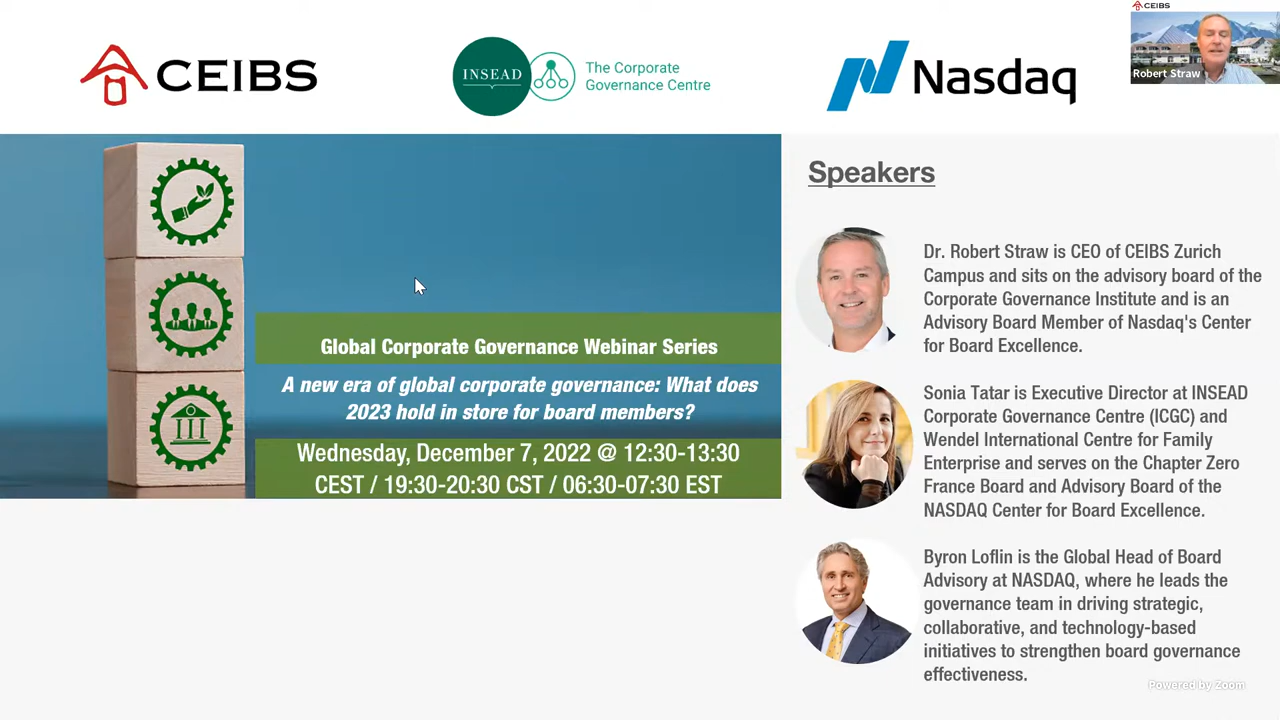 CEIBS
INSEAD
The Corporate
Governance Centre
Nasdaq
CEIBS
Robert Straw
Global Corporate Governance Webinar Series
A new era of global corporate governance: What does
2023 hold in store for board members?
Wednesday, December 7, 2022 @ 12:30-13:30
CEST / 19:30-20:30 CST / 06:30-07:30 EST
Speakers
Dr. Robert Straw is CEO of CEIBS Zurich
Campus and sits on the advisory board of the
Corporate Governance Institute and is an
Advisory Board Member of Nasdaq's Center
for Board Excellence.
Sonia Tatar is Executive Director at INSEAD
Corporate Governance Centre (ICGC) and
Wendel International Centre for Family
Enterprise and serves on the Chapter Zero
France Board and Advisory Board of the
NASDAQ Center for Board Excellence.
Byron Loflin is the Global Head of Board
Advisory at NASDAQ, where he leads the
governance team in driving strategic,
collaborative, and technology-based
initiatives to strengthen board governance
effectiveness.
Powered by Zoom